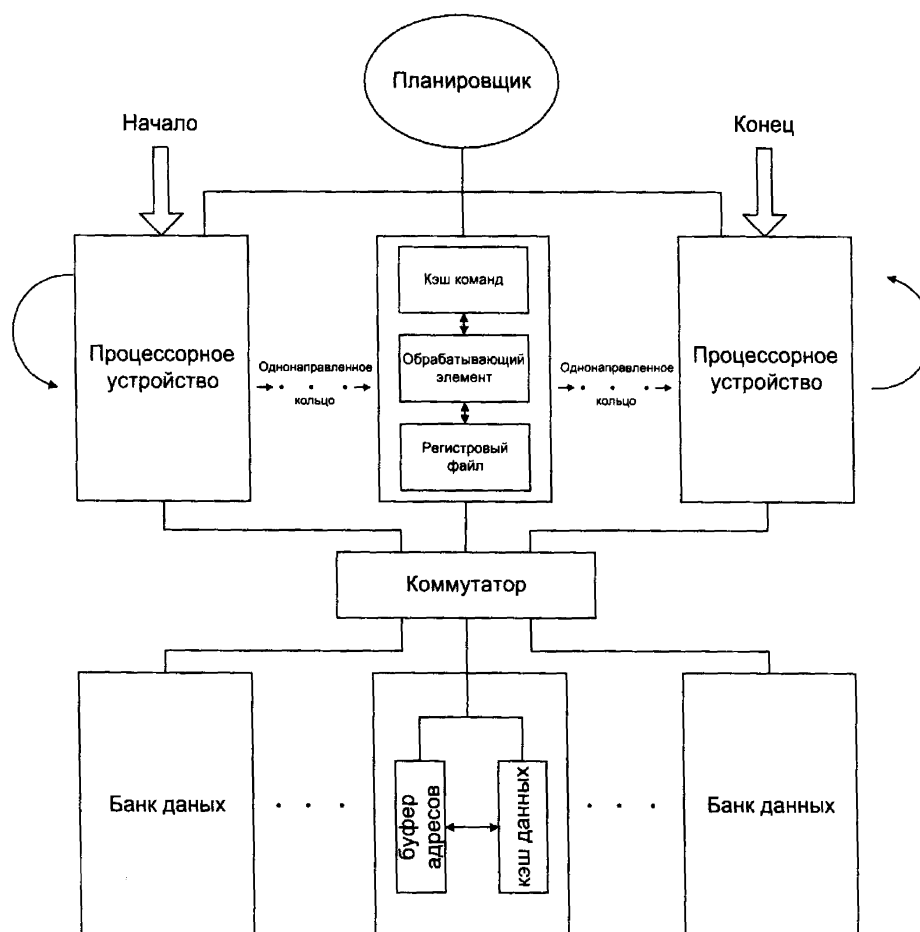 Планировщик
Начало
Конец
Процессорное
устройство
Однонаправленное
кольцо
Кэш команд
Обрабатывающий
элемент
Регистровый
файл
Однонаправленное
кольцо
Процессорное
устройство
Коммутатор
Банк даных
буфер
адресов
кэш данных
Банк данных